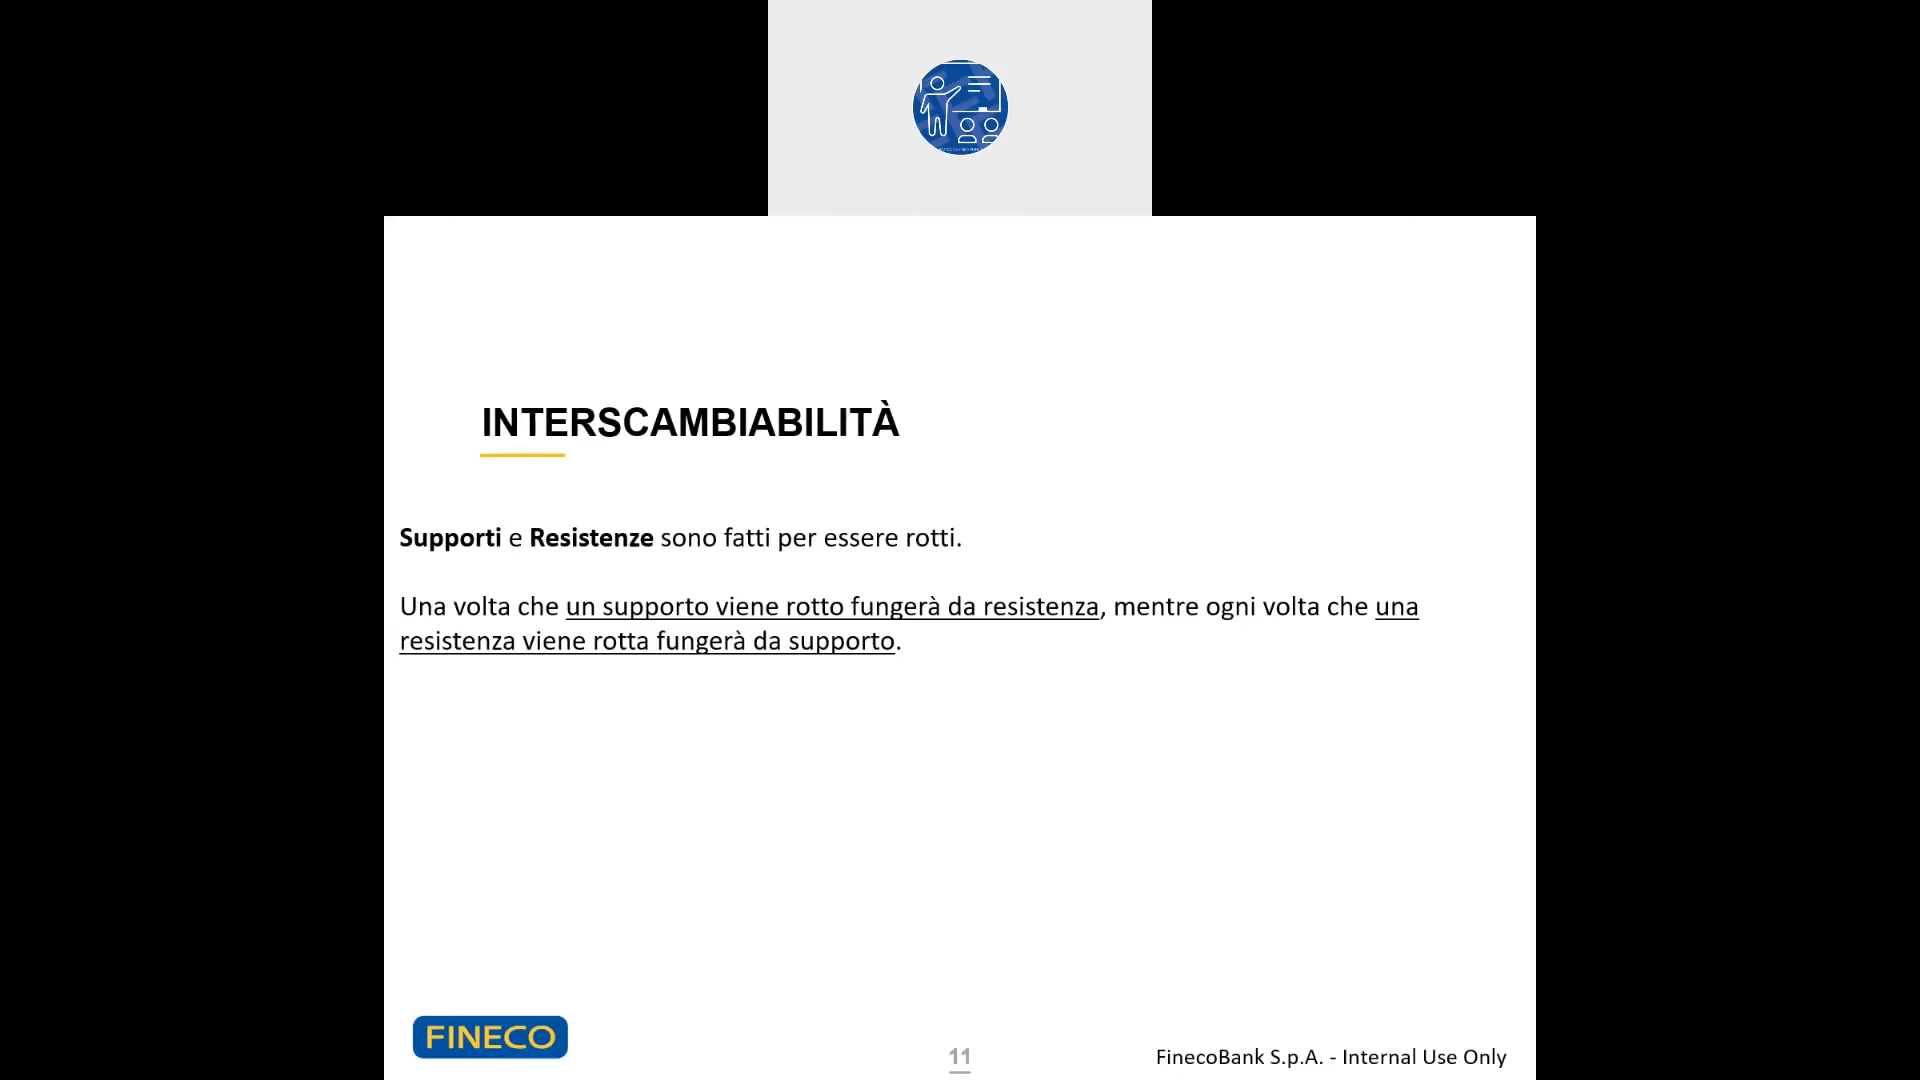 INTERSCAMBIABILITÀ
Supporti e Resistenze sono fatti per essere rotti.
Una volta che un supporto viene rotto fungerà da resistenza, mentre ogni volta che una
resistenza viene rotta fungerà da supporto.
FINECO
11
FinecoBank S.p.A. - Internal Use Only